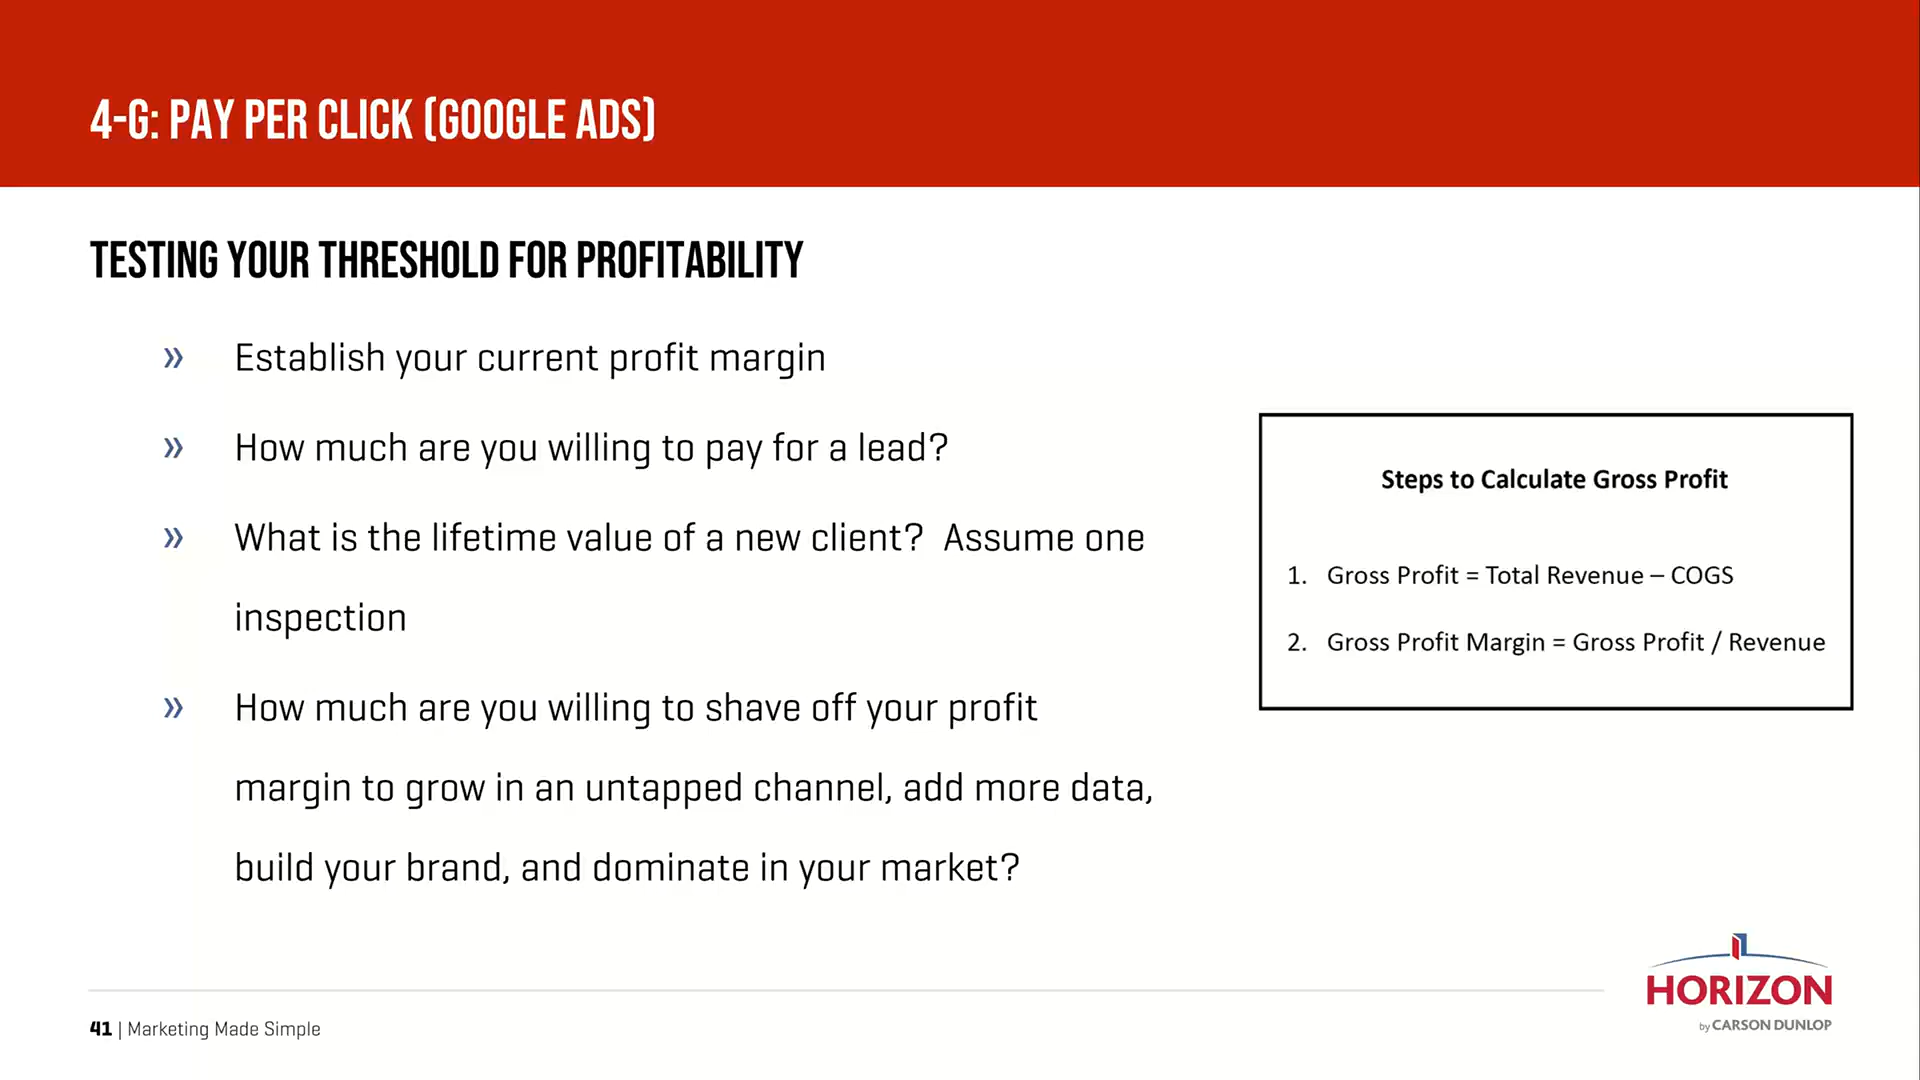 4-G: PAY PER CLICK (GOOGLE ADS)
TESTING YOUR THRESHOLD FOR PROFITABILITY
» Establish your current profit margin
» How much are you willing to pay for a lead?
» What is the lifetime value of a new client?  Assume one
inspection
» How much are you willing to shave off your profit
margin to grow in an untapped channel, add more data,
build your brand, and dominate in your market?
Steps to Calculate Gross Profit
1. Gross Profit = Total Revenue – COGS
2. Gross Profit Margin = Gross Profit / Revenue
HORIZON
by CARSON DUNLOP
41 | Marketing Made Simple